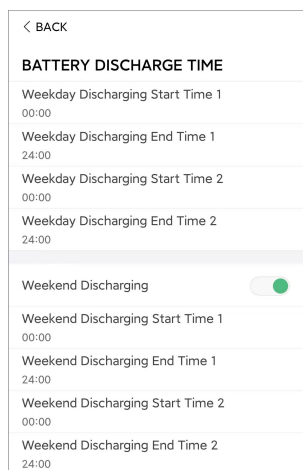 < BACK
BATTERY DISCHARGE TIME
Weekday Discharging Start Time 1
00:00
Weekday Discharging End Time 1
24:00
Weekday Discharging Start Time 2
00:00
Weekday Discharging End Time 2
24:00
Weekend Discharging
Weekend Discharging Start Time 1
00:00
Weekend Discharging End Time 1
24:00
Weekend Discharging Start Time 2
00:00
Weekend Discharging End Time 2
24:00